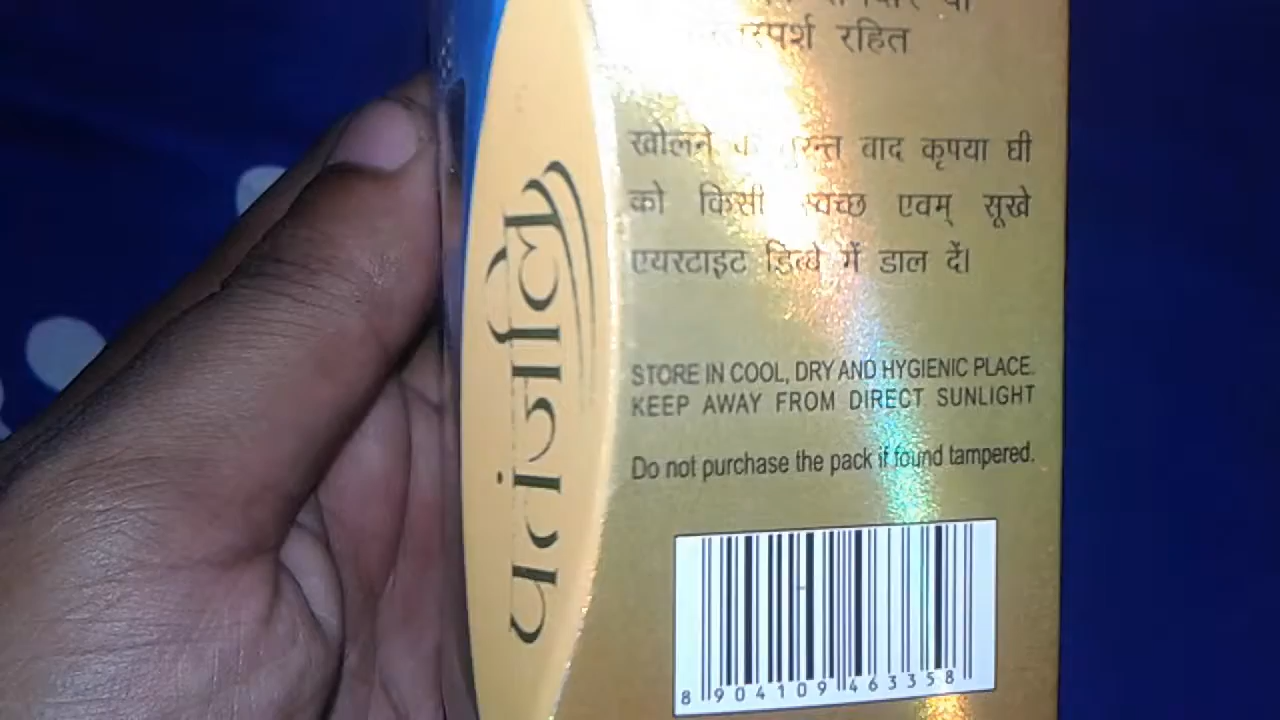 रहित
पतंजलि
खोलने के तुरन्त वाद कृपया घी
को किसी स्वच्छ एवम् सूखे
एयरटाइट डिब्बे में डाल दें।
STORE IN COOL, DRY AND HYGIENIC PLACE.
KEEP AWAY FROM DIRECT SUNLIGHT
Do not purchase the pack if found tampered.
8 904109 463358